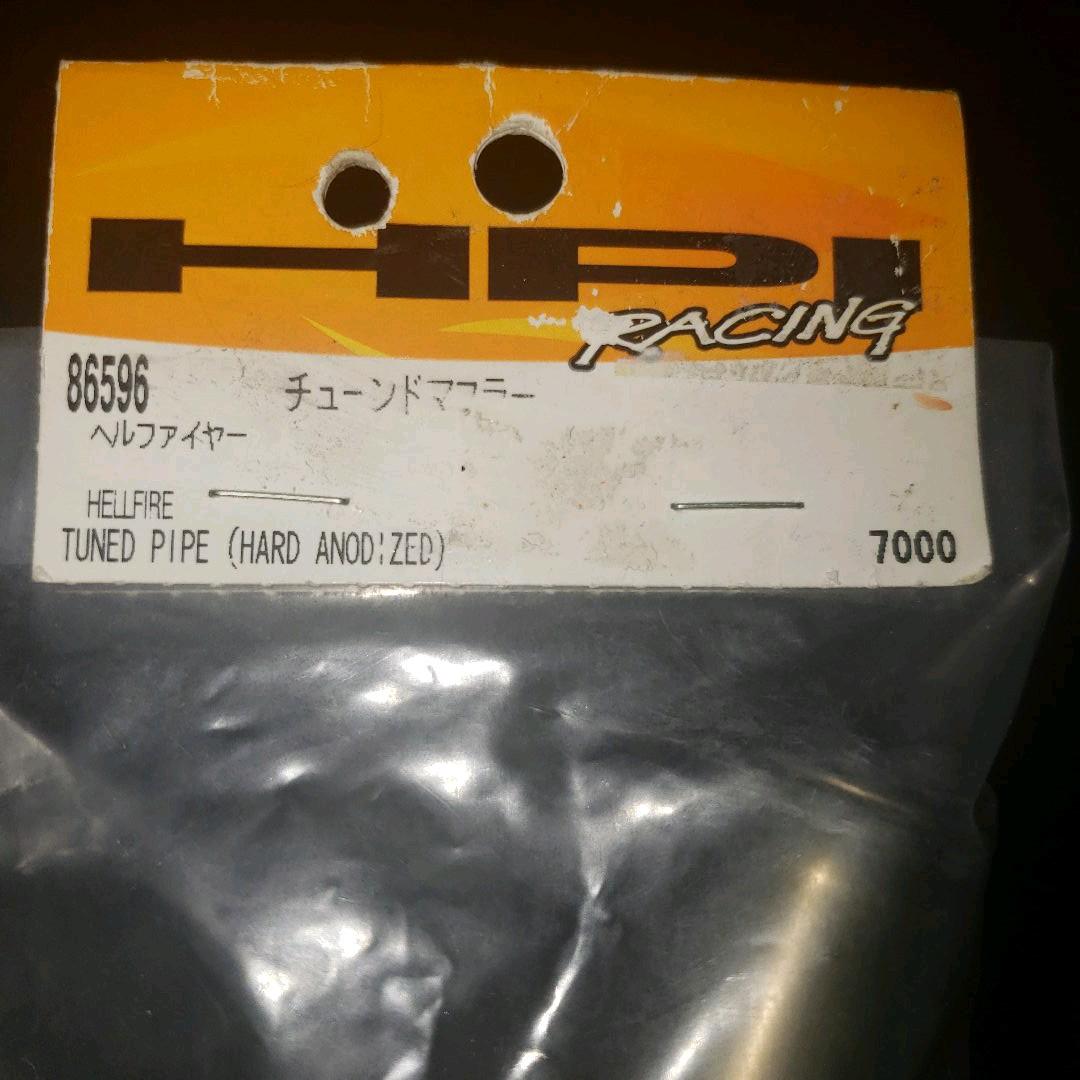 HPI
RACING
86596 チューンドマフラー
ヘルファイヤー
HELLFIRE
TUNED PIPE (HARD ANODIZED) 7000